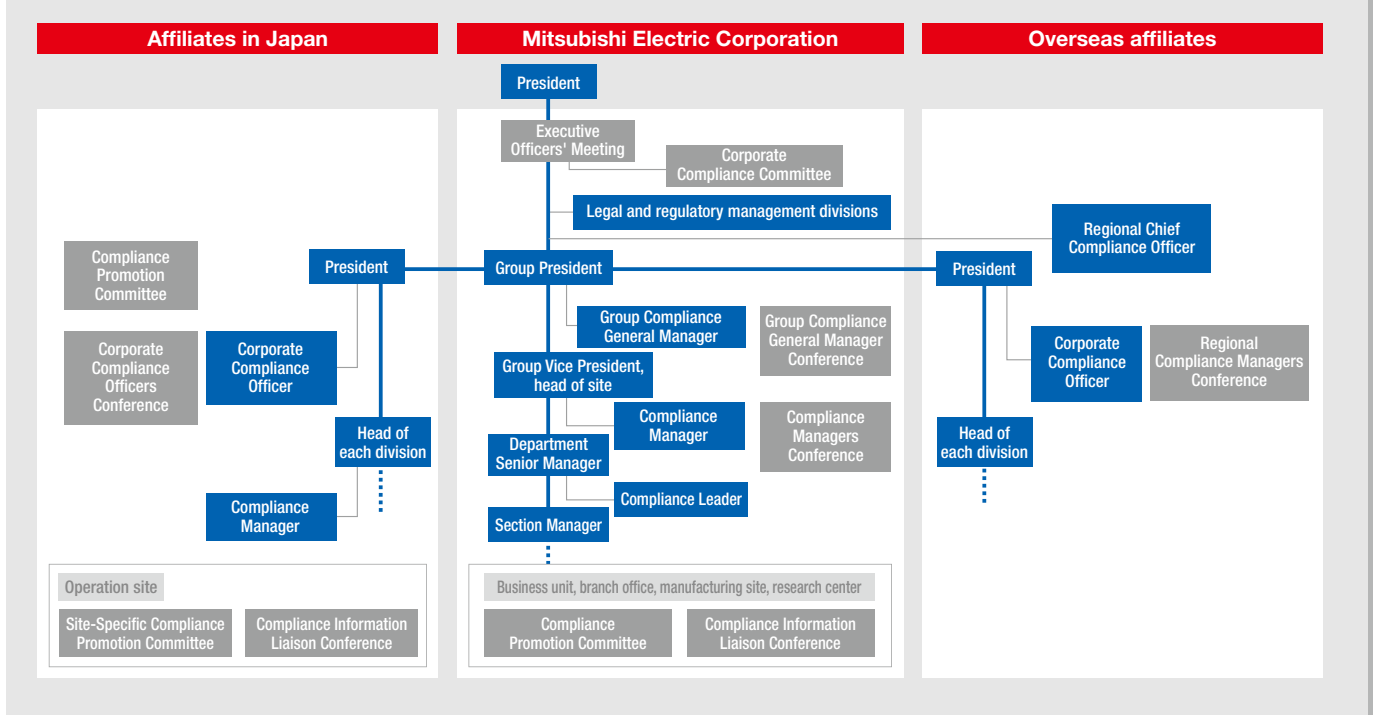 Affiliates in Japan
Mitsubishi Electric Corporation
Overseas affiliates
President
Executive
Officers' Meeting
Corporate
Compliance Committee
Legal and regulatory management divisions
Regional Chief
Compliance Officer
Compliance
Promotion
Committee
President
Group President
President
Group Compliance
General Manager
Group Compliance
General Manager
Conference
Corporate
Compliance
Officers
Conference
Corporate
Compliance
Officer
Group Vice President,
head of site
Corporate
Compliance
Officer
Regional
Compliance Managers
Conference
Compliance
Manager
Compliance
Managers
Conference
Head of
each division
Department
Senior Manager
Head of
each division
Compliance Leader
Compliance
Manager
Section Manager
Operation site
Site-Specific Compliance
Promotion Committee
Compliance Information
Liaison Conference
Business unit, branch office, manufacturing site, research center
Compliance
Promotion Committee
Compliance Information
Liaison Conference